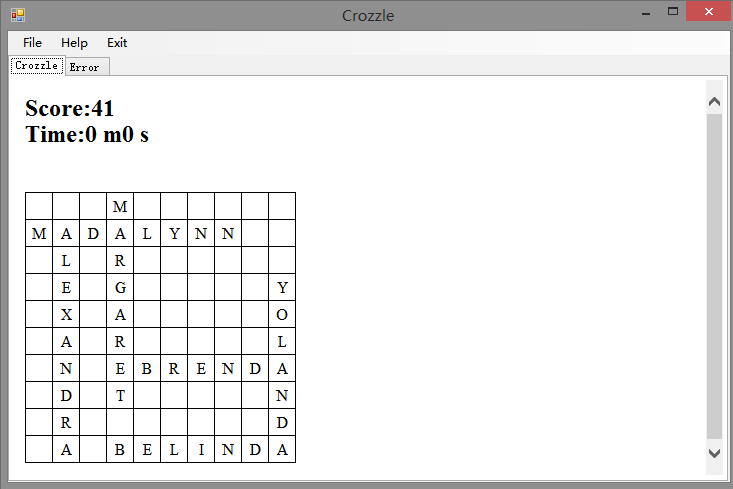 Crozzle
File Help Exit
Crozzle Error
Score:41
Time:0 m0 s
M
M A D A L Y N N
L R
E G Y
X A O
A R L
N E B R E N D A
D T N
R D
A B E L I N D A